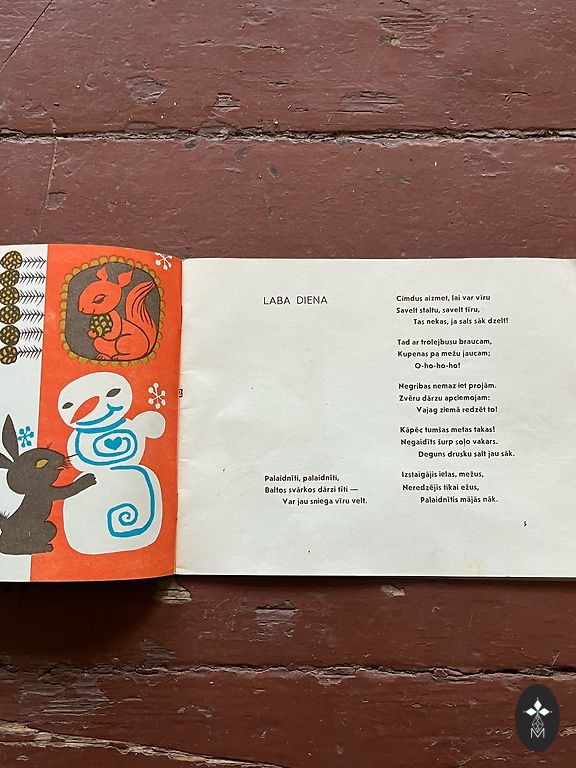 LABA DIENA
Palaidnīti, palaidnīti,
Baltos svārkos dārzi tīti —
Var jau sniega vīru velt.
Cimdus aizmet, lai var vīru
Savelt staltu, savelt tīru,
Tas nekas, ja sals sāk dzelt!
Tad ar trolejbusu braucam,
Kupenas pa mežu jaucam;
O-ho-ho-ho!
Negribas nemaz iet projām.
Zvēru dārzu apciemojam:
Vajag ziemā redzēt to!
Kāpēc tumšas metas takas!
Negaidīts šurp soļo vakars.
Deguns drusku salt jau sāk.
Izstaigājis ielas, mežus,
Neredzējis tikai ežus,
Palaidnītis mājās nāk.
5
M